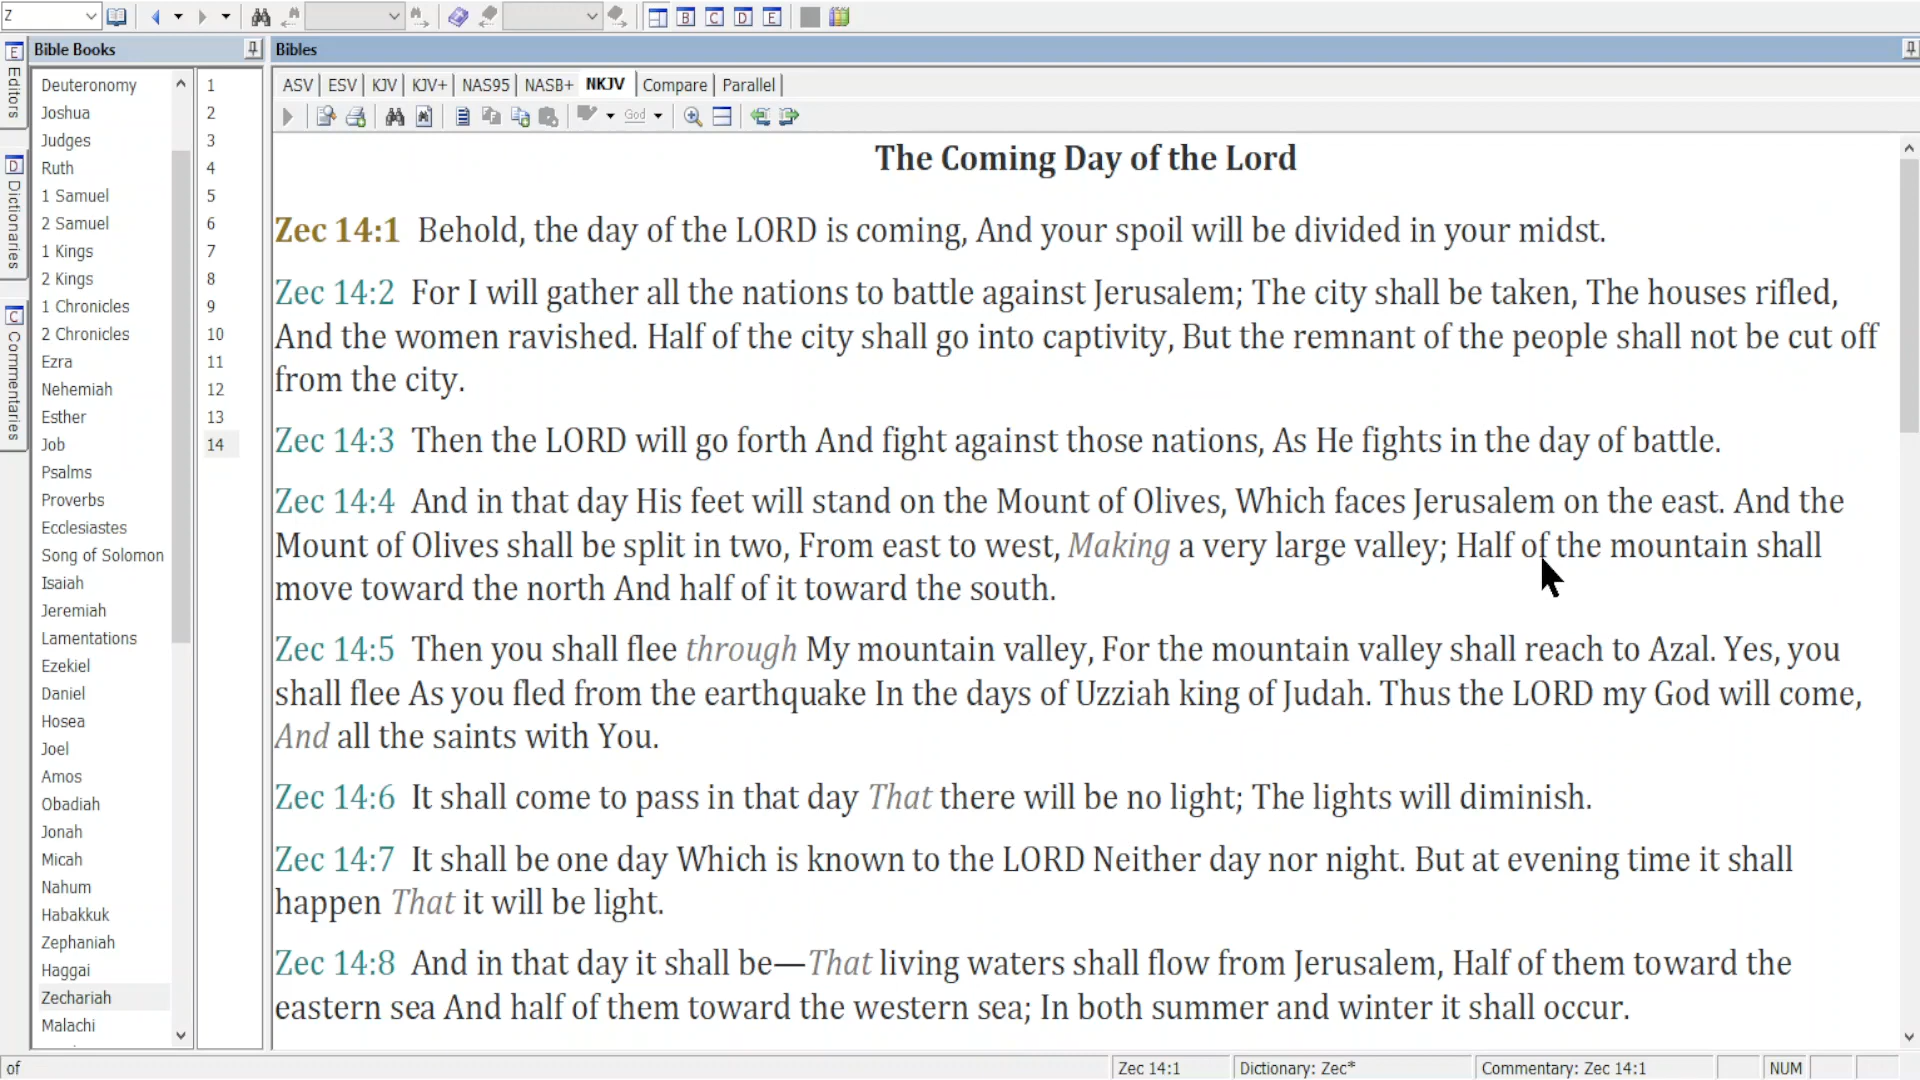 Z
B C D E
Bible Books
Bibles
E Editors
D Dictionaries
C Commentaries
Deuteronomy
Joshua
Judges
Ruth
1 Samuel
2 Samuel
1 Kings
2 Kings
1 Chronicles
2 Chronicles
Ezra
Nehemiah
Esther
Job
Psalms
Proverbs
Ecclesiastes
Song of Solomon
Isaiah
Jeremiah
Lamentations
Ezekiel
Daniel
Hosea
Joel
Amos
Obadiah
Jonah
Micah
Nahum
Habakkuk
Zephaniah
Haggai
Zechariah
Malachi
1
2
3
4
5
6
7
8
9
10
11
12
13
14
ASV ESV KJV KJV+ NAS95 NASB+ NKJV Compare Parallel
God
The Coming Day of the Lord
Zec 14:1 Behold, the day of the LORD is coming, And your spoil will be divided in your midst.
Zec 14:2 For I will gather all the nations to battle against Jerusalem; The city shall be taken, The houses rifled,
And the women ravished. Half of the city shall go into captivity, But the remnant of the people shall not be cut off
from the city.
Zec 14:3 Then the LORD will go forth And fight against those nations, As He fights in the day of battle.
Zec 14:4 And in that day His feet will stand on the Mount of Olives, Which faces Jerusalem on the east. And the
Mount of Olives shall be split in two, From east to west, Making a very large valley; Half of the mountain shall
move toward the north And half of it toward the south.
Zec 14:5 Then you shall flee through My mountain valley, For the mountain valley shall reach to Azal. Yes, you
shall flee As you fled from the earthquake In the days of Uzziah king of Judah. Thus the LORD my God will come,
And all the saints with You.
Zec 14:6 It shall come to pass in that day That there will be no light; The lights will diminish.
Zec 14:7 It shall be one day Which is known to the LORD Neither day nor night. But at evening time it shall
happen That it will be light.
Zec 14:8 And in that day it shall be—That living waters shall flow from Jerusalem, Half of them toward the
eastern sea And half of them toward the western sea; In both summer and winter it shall occur.
of
Zec 14:1
Dictionary: Zec*
Commentary: Zec 14:1
NUM